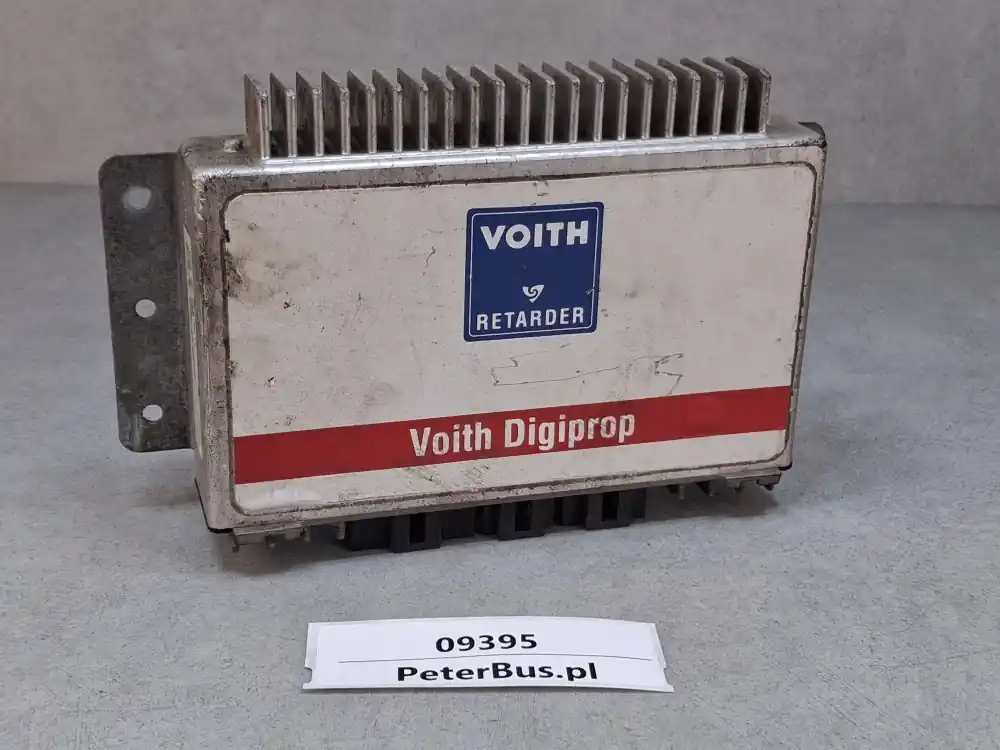 VOITH
RETARDER
Voith Digiprop
09395
PeterBus.pl